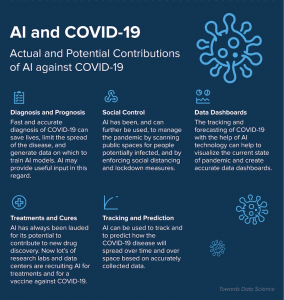 AI and COVID-19
Actual and Potential Contributions
of AI against COVID-19
Diagnosis and Prognosis
Fast and accurate
diagnosis of COVID-19 can
save lives, limit the spread
of the disease, and
generate data on which to
train AI models. AI may
provide useful input in this
regard.
Social Control
AI has been, and can
further be used, to manage
the pandemic by scanning
public spaces for people
potentially infected, and by
enforcing social distancing
and lockdown measures.
Data Dashboards
The tracking and
forecasting of COVID-19
with the help of AI
technology can help to
visualize the current state
of pandemic and create
accurate data dashboards.
Treatments and Cures
AI has always been lauded
for its potential to
contribute to new drug
discovery. Now lot's of
research labs and data
centers are recruiting AI for
treatments and for a
vaccine against COVID-19.
Tracking and Prediction
AI can be used to track and
to predict how the
COVID-19 disease will
spread over time and over
space based on accurately
collected data.
Towards Data Science